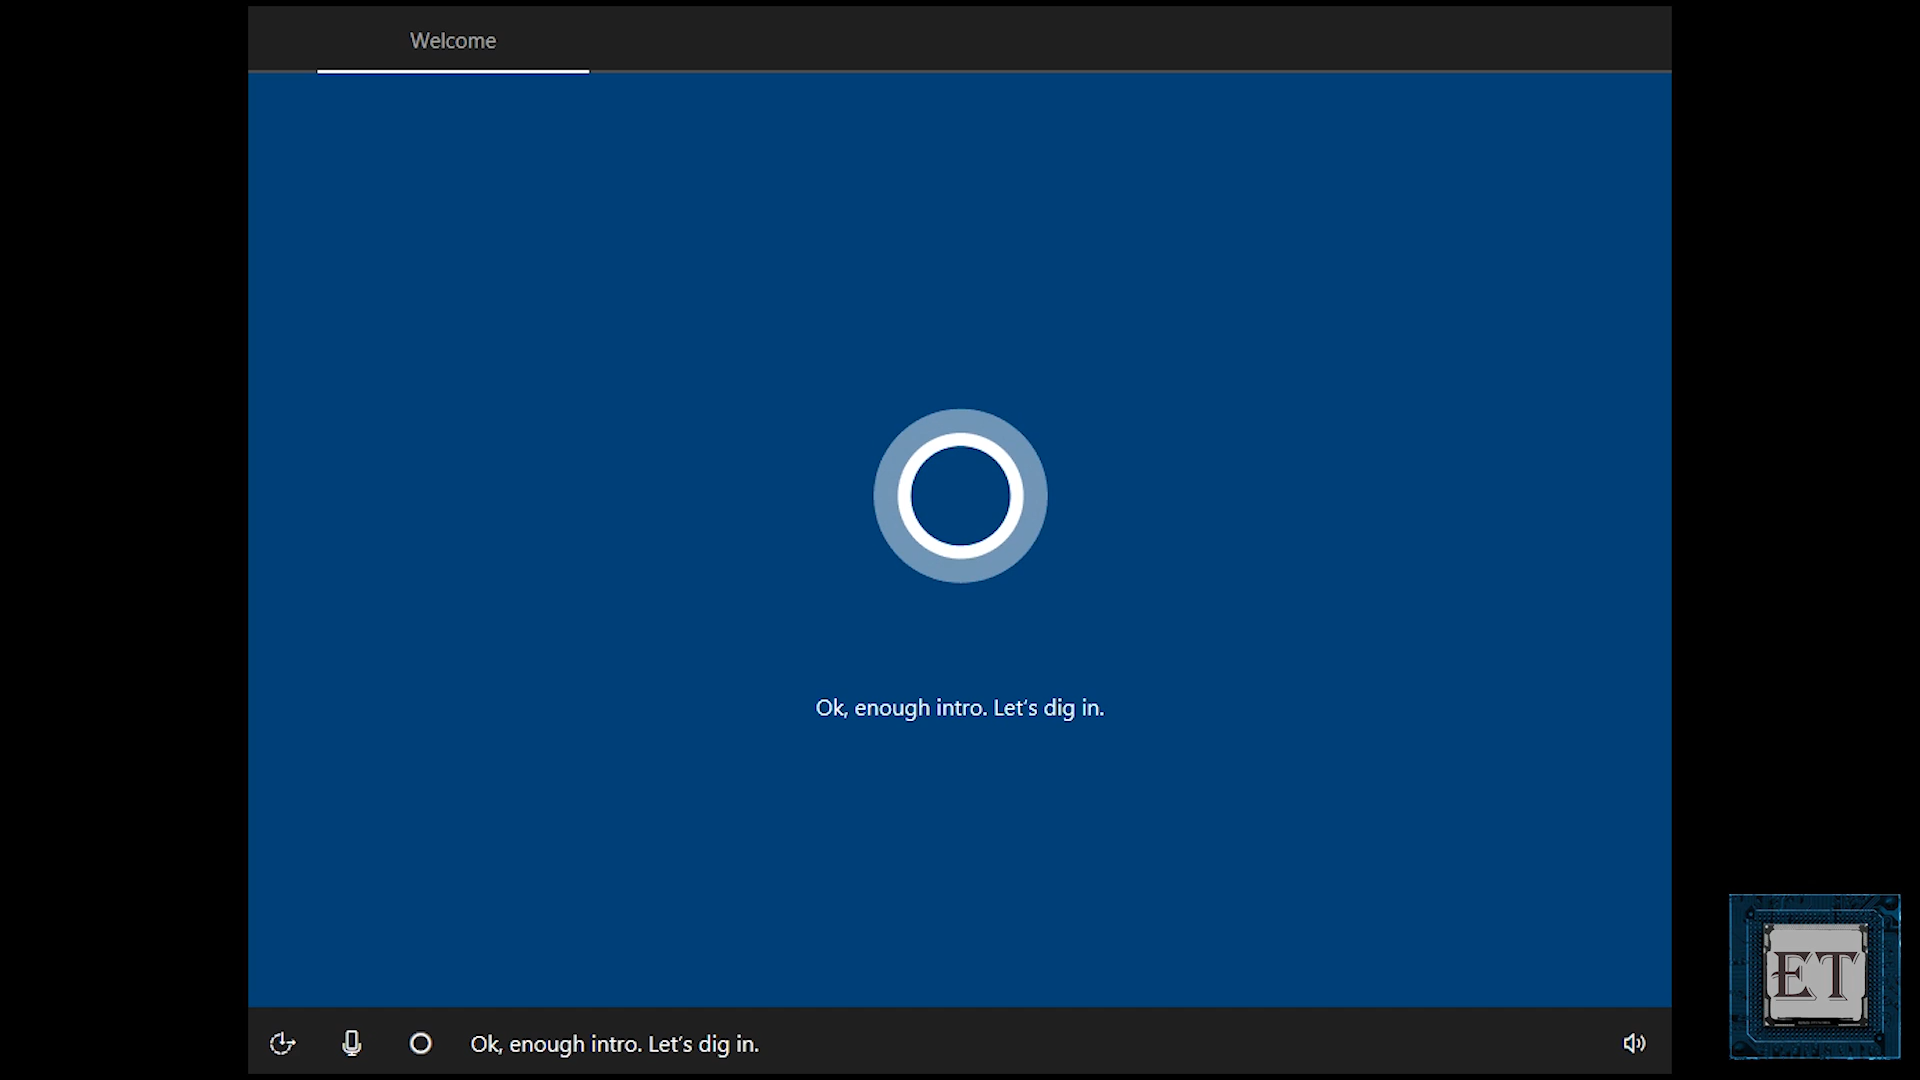 Welcome
Ok, enough intro. Let's dig in.
Ok, enough intro. Let's dig in.
ET